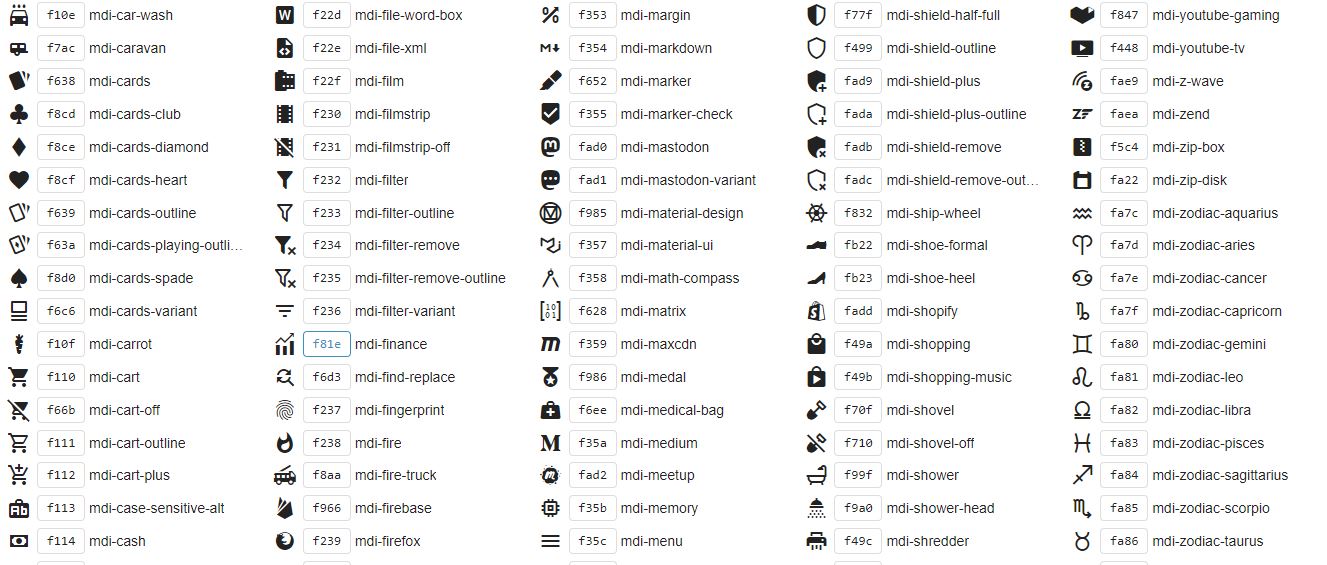 f10e mdi-car-wash
f7ac mdi-caravan
f638 mdi-cards
f8cd mdi-cards-club
f8ce mdi-cards-diamond
f8cf mdi-cards-heart
f639 mdi-cards-outline
f63a mdi-cards-playing-outli...
f8d0 mdi-cards-spade
f6c6 mdi-cards-variant
f10f mdi-carrot
f110 mdi-cart
f66b mdi-cart-off
f111 mdi-cart-outline
f112 mdi-cart-plus
f113 mdi-case-sensitive-alt
f114 mdi-cash
f22d mdi-file-word-box
f22e mdi-file-xml
f22f mdi-film
f230 mdi-filmstrip
f231 mdi-filmstrip-off
f232 mdi-filter
f233 mdi-filter-outline
f234 mdi-filter-remove
f235 mdi-filter-remove-outline
f236 mdi-filter-variant
f81e mdi-finance
f6d3 mdi-find-replace
f237 mdi-fingerprint
f238 mdi-fire
f8aa mdi-fire-truck
f966 mdi-firebase
f239 mdi-firefox
f353 mdi-margin
f354 mdi-markdown
f652 mdi-marker
f355 mdi-marker-check
fad0 mdi-mastodon
fad1 mdi-mastodon-variant
f985 mdi-material-design
f357 mdi-material-ui
f358 mdi-math-compass
f628 mdi-matrix
f359 mdi-maxcdn
f986 mdi-medal
f6ee mdi-medical-bag
f35a mdi-medium
fad2 mdi-meetup
f35b mdi-memory
f35c mdi-menu
f77f mdi-shield-half-full
f499 mdi-shield-outline
fad9 mdi-shield-plus
fada mdi-shield-plus-outline
fadb mdi-shield-remove
fadc mdi-shield-remove-out...
f832 mdi-ship-wheel
fb22 mdi-shoe-formal
fb23 mdi-shoe-heel
fadd mdi-shopify
f49a mdi-shopping
f49b mdi-shopping-music
f70f mdi-shovel
f710 mdi-shovel-off
f99f mdi-shower
f9a0 mdi-shower-head
f49c mdi-shredder
f847 mdi-youtube-gaming
f448 mdi-youtube-tv
fae9 mdi-z-wave
faea mdi-zend
f5c4 mdi-zip-box
fa22 mdi-zip-disk
fa7c mdi-zodiac-aquarius
fa7d mdi-zodiac-aries
fa7e mdi-zodiac-cancer
fa7f mdi-zodiac-capricorn
fa80 mdi-zodiac-gemini
fa81 mdi-zodiac-leo
fa82 mdi-zodiac-libra
fa83 mdi-zodiac-pisces
fa84 mdi-zodiac-sagittarius
fa85 mdi-zodiac-scorpio
fa86 mdi-zodiac-taurus